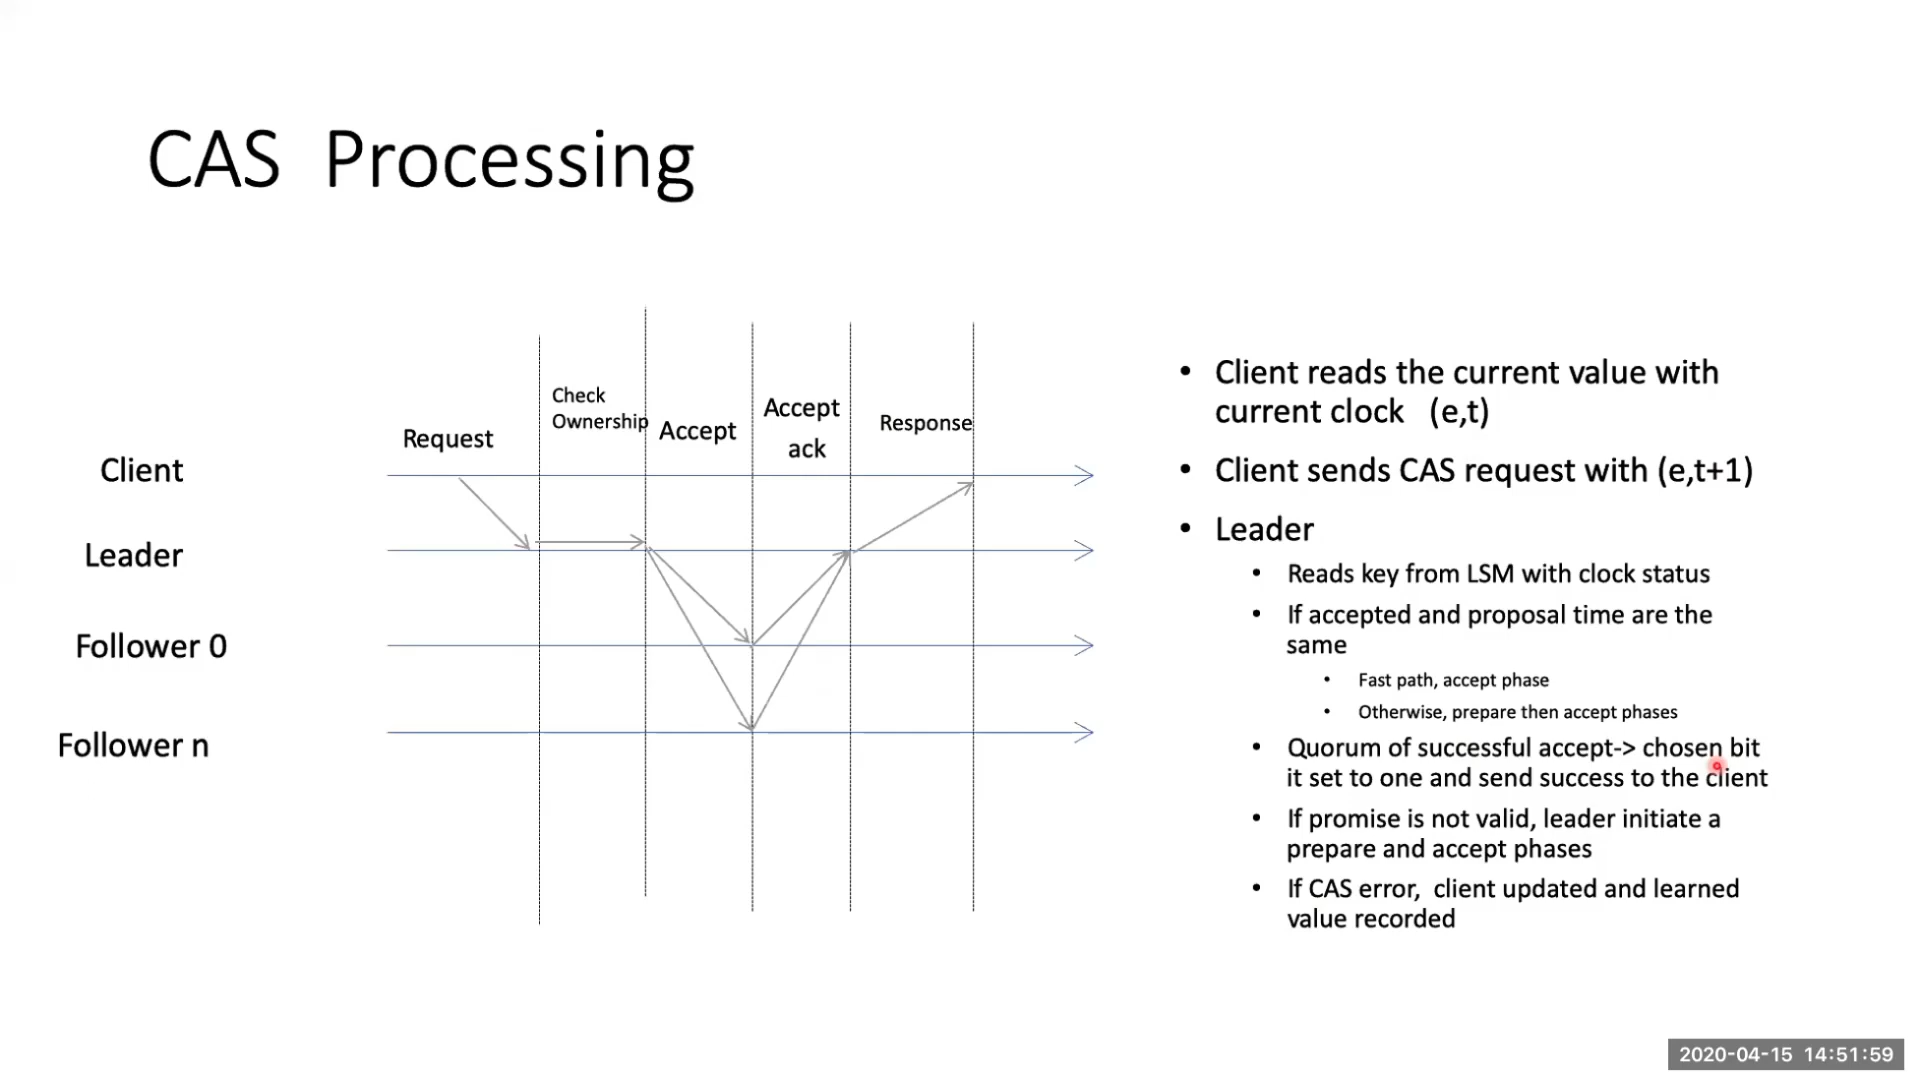 CAS Processing
Check
Ownership
Request
Accept
Accept
ack
Response
Client
Leader
Follower 0
Follower n
• Client reads the current value with
current clock (e,t)
• Client sends CAS request with (e,t+1)
• Leader
• Reads key from LSM with clock status
• If accepted and proposal time are the
same
• Fast path, accept phase
• Otherwise, prepare then accept phases
• Quorum of successful accept-> chosen bit
it set to one and send success to the client
• If promise is not valid, leader initiate a
prepare and accept phases
• If CAS error, client updated and learned
value recorded
2020-04-15 14:51:59